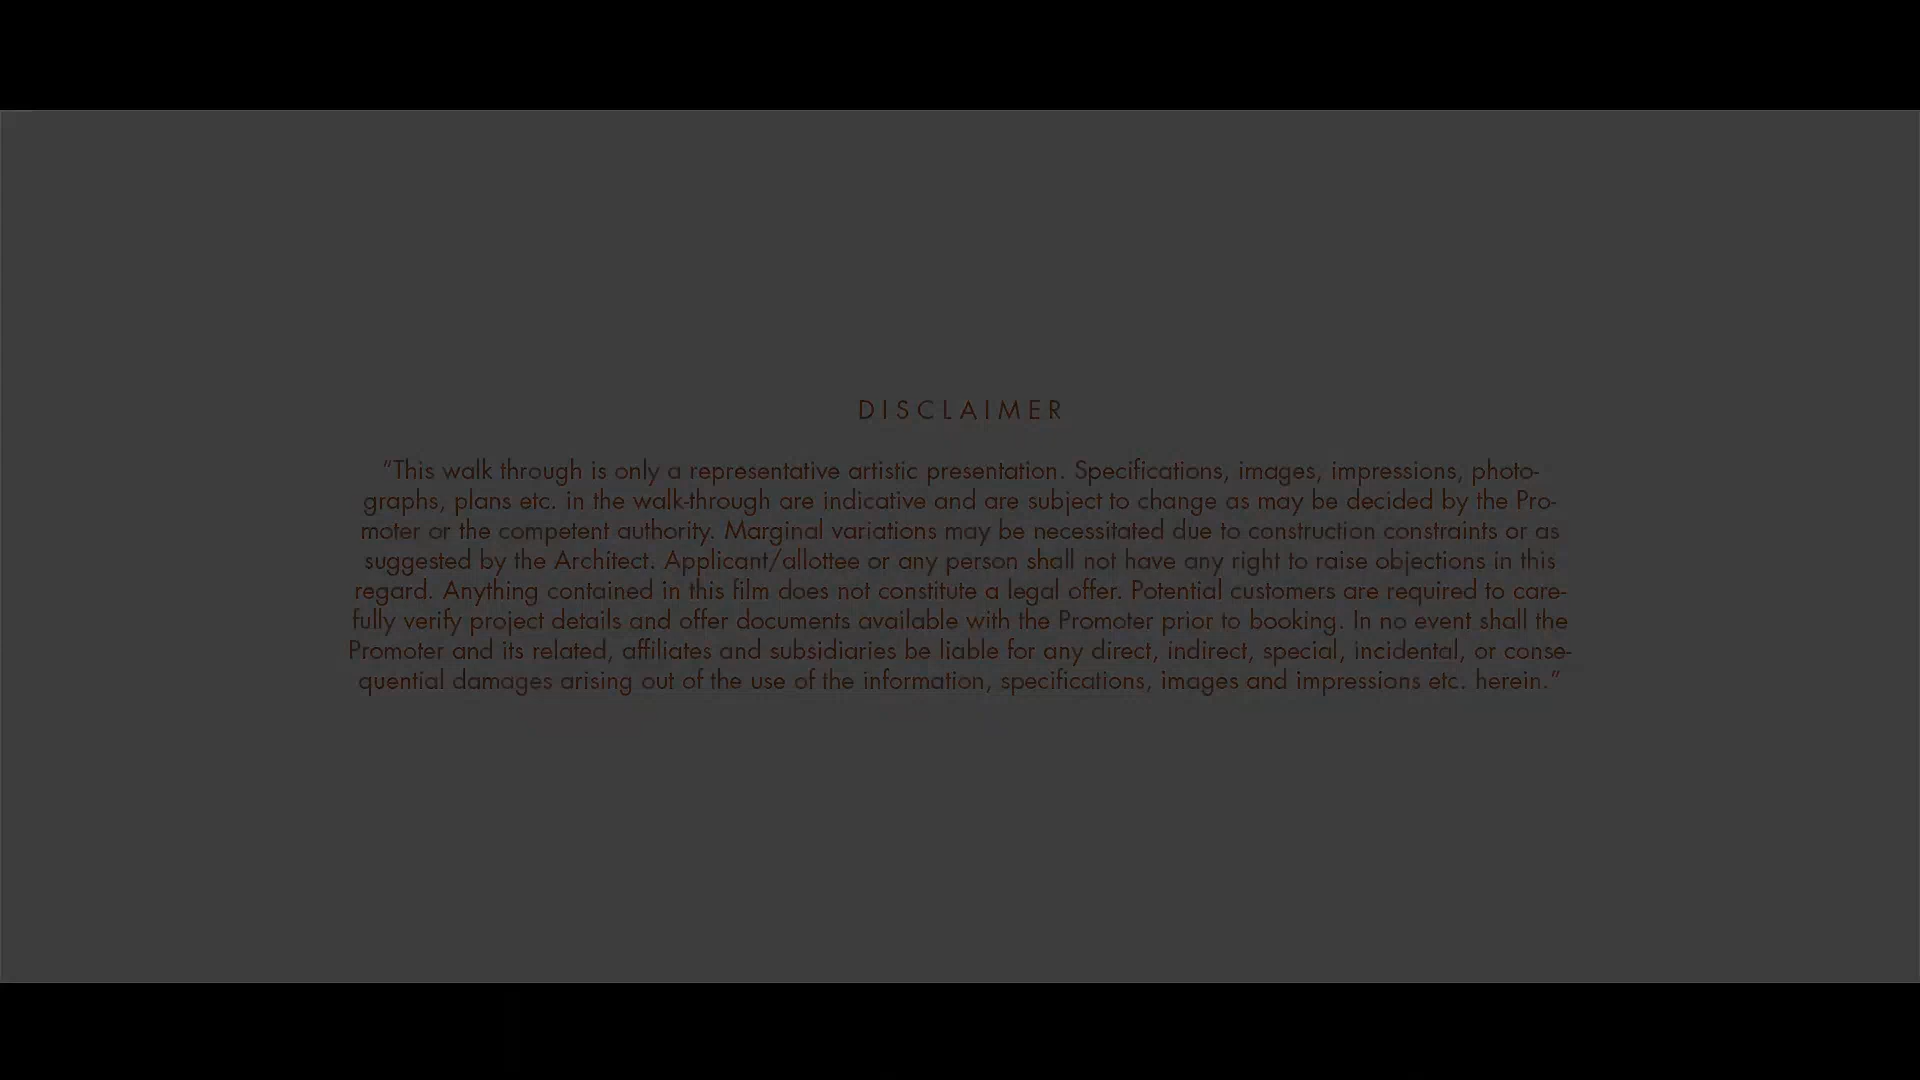 DISCLAIMER
"This walk through is only a representative artistic presentation. Specifications, images, impressions, photo-
graphs, plans etc. in the walk-through are indicative and are subject to change as may be decided by the Pro-
moter or the competent authority. Marginal variations may be necessitated due to construction constraints or as
suggested by the Architect. Applicant/allottee or any person shall not have any right to raise objections in this
regard. Anything contained in this film does not constitute a legal offer. Potential customers are required to care-
fully verify project details and offer documents available with the Promoter prior to booking. In no event shall the
Promoter and its related, affiliates and subsidiaries be liable for any direct, indirect, special, incidental, or conse-
quential damages arising out of the use of the information, specifications, images and impressions etc. herein."